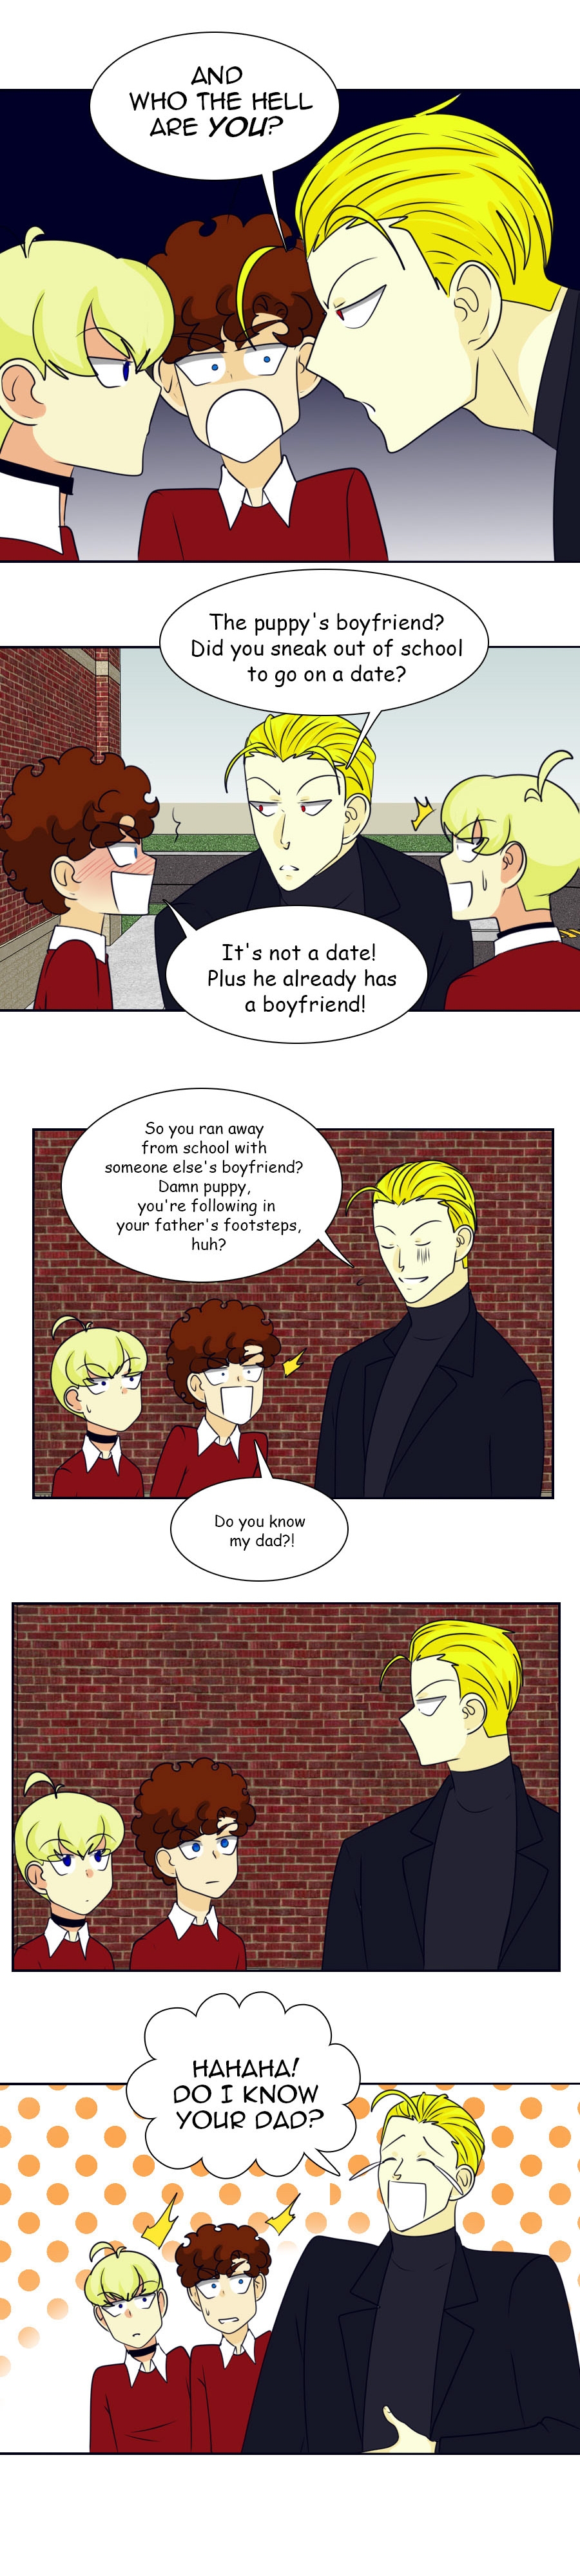 AND
WHO THE HELL
ARE YOU?
The puppy's boyfriend?
Did you sneak out of school
to go on a date?
It's not a date!
Plus he already has
a boyfriend!
So you ran away
from school with
someone else's boyfriend?
Damn puppy,
you're following in
your father's footsteps,
huh?
Do you know
my dad?!
HAHAHA!
DO I KNOW
YOUR DAD?